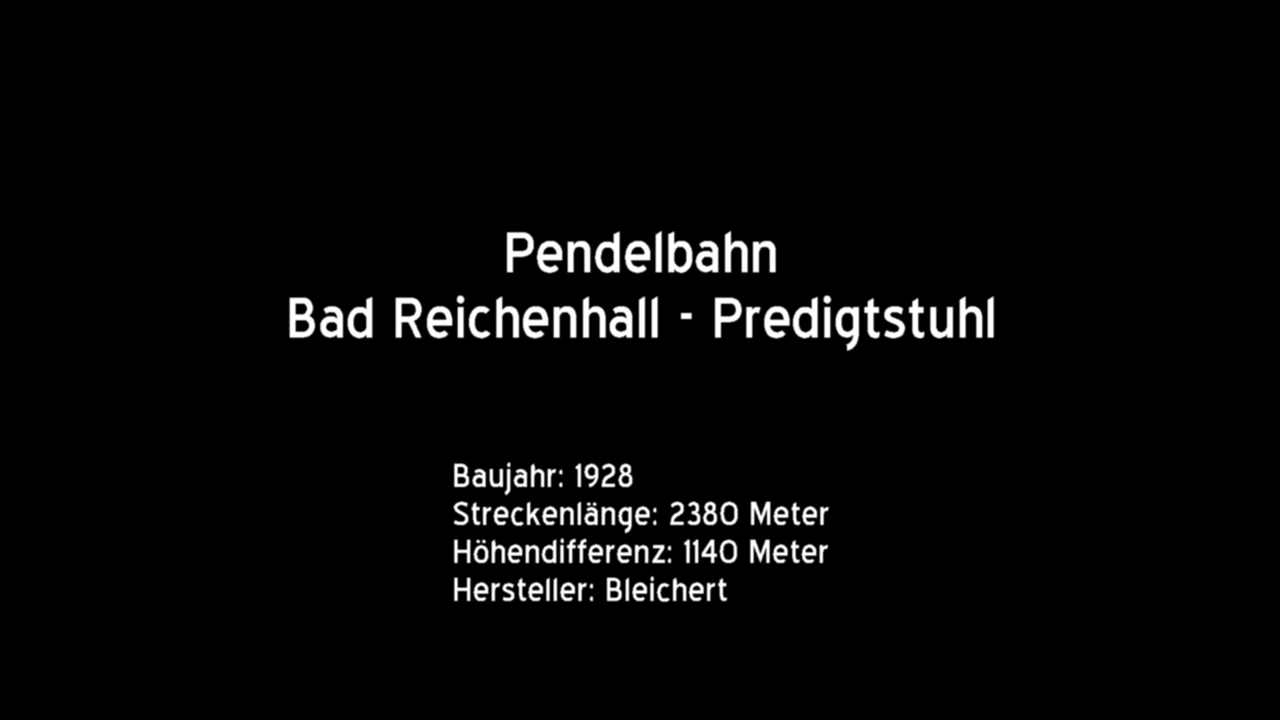 Pendelbahn
Bad Reichenhall - Predigtstuhl
Baujahr: 1928
Streckenlänge: 2380 Meter
Höhendifferenz: 1140 Meter
Hersteller: Bleichert